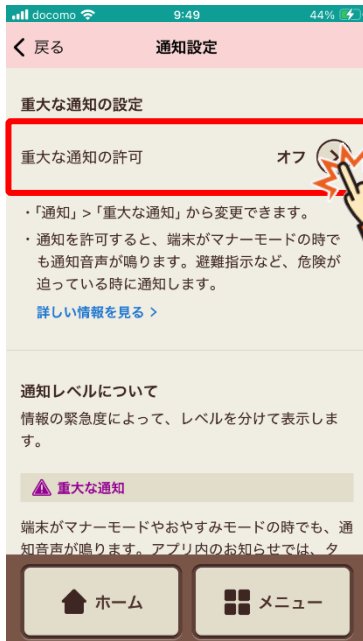 docomo 9:49 44%
戻る 通知設定
重大な通知の設定
重大な通知の許可 オフ
・「通知」>「重大な通知」から変更できます。
・通知を許可すると、端末がマナーモードの時で
も通知音声が鳴ります。避難指示など、危険が
迫っている時に通知します。
詳しい情報を見る >
通知レベルについて
情報の緊急度によって、レベルを分けて表示しま
す。
重大な通知
端末がマナーモードやおやすみモードの時でも、通
知音声が鳴ります。アプリ内のお知らせでは、タ
ホーム メニュー